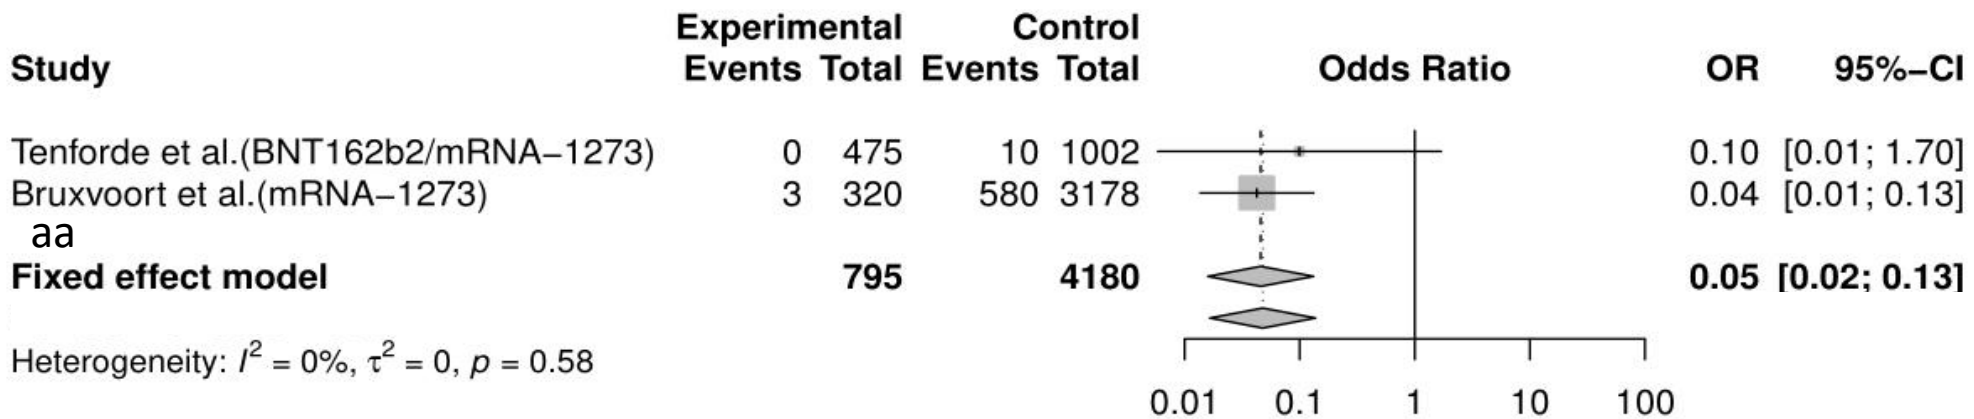 Experimental Control
Study Events Total Events Total Odds Ratio OR 95%−CI
Tenforde et al.(BNT162b2/mRNA−1273) 0 475 10 1002 0.10 [0.01; 1.70]
Bruxvoort et al.(mRNA−1273) 3 320 580 3178 0.04 [0.01; 0.13]
aa
Fixed effect model 795 4180 0.05 [0.02; 0.13]
Heterogeneity: I² = 0%, τ² = 0, p = 0.58
0.01 0.1 1 10 100